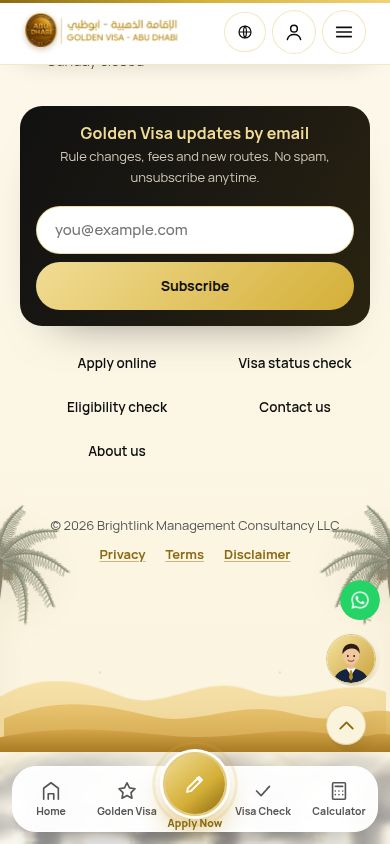 ABU DHABI
الإقامة الذهبية - أبوظبي
GOLDEN VISA - ABU DHABI
Sunday closed
Golden Visa updates by email
Rule changes, fees and new routes. No spam,
unsubscribe anytime.
you@example.com
Subscribe
Apply online
Visa status check
Eligibility check
Contact us
About us
© 2026 Brightlink Management Consultancy LLC
Privacy Terms Disclaimer
Home
Golden Visa
Apply Now
Visa Check
Calculator